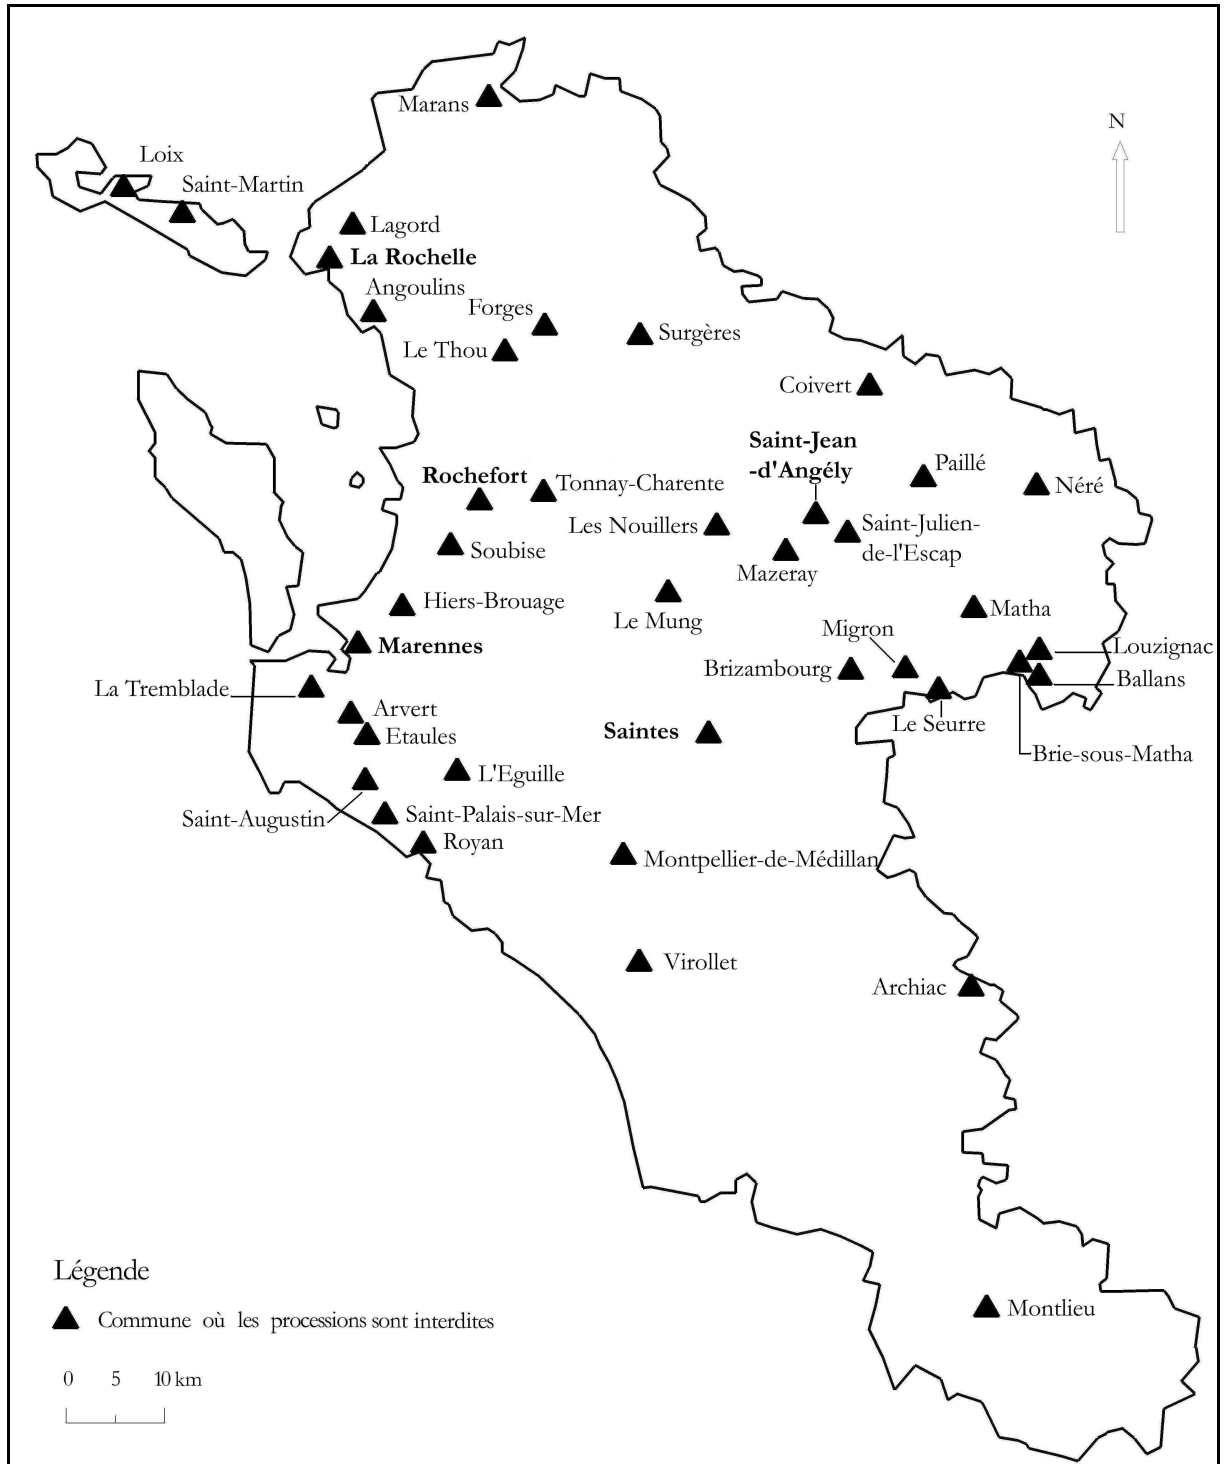 N
Marans
Loix
Saint-Martin
Lagord
La Rochelle
Angoulins
Forges
Surgères
Le Thou
Coivert
Saint-Jean
-d'Angély
Paillé
Rochefort
Tonnay-Charente
Néré
Les Nouillers
Saint-Julien-
de-l'Escap
Soubise
Mazeray
Hiers-Brouage
Le Mung
Matha
Migron
Marennes
Louzignac
Brizambourg
Ballans
La Tremblade
Arvert
Le Seurre
Etaules
Saintes
Brie-sous-Matha
L'Eguille
Saint-Augustin
Saint-Palais-sur-Mer
Royan
Montpellier-de-Médillan
Virollet
Archiac
Légende
Commune où les processions sont interdites
Montlieu
0 5 10 km